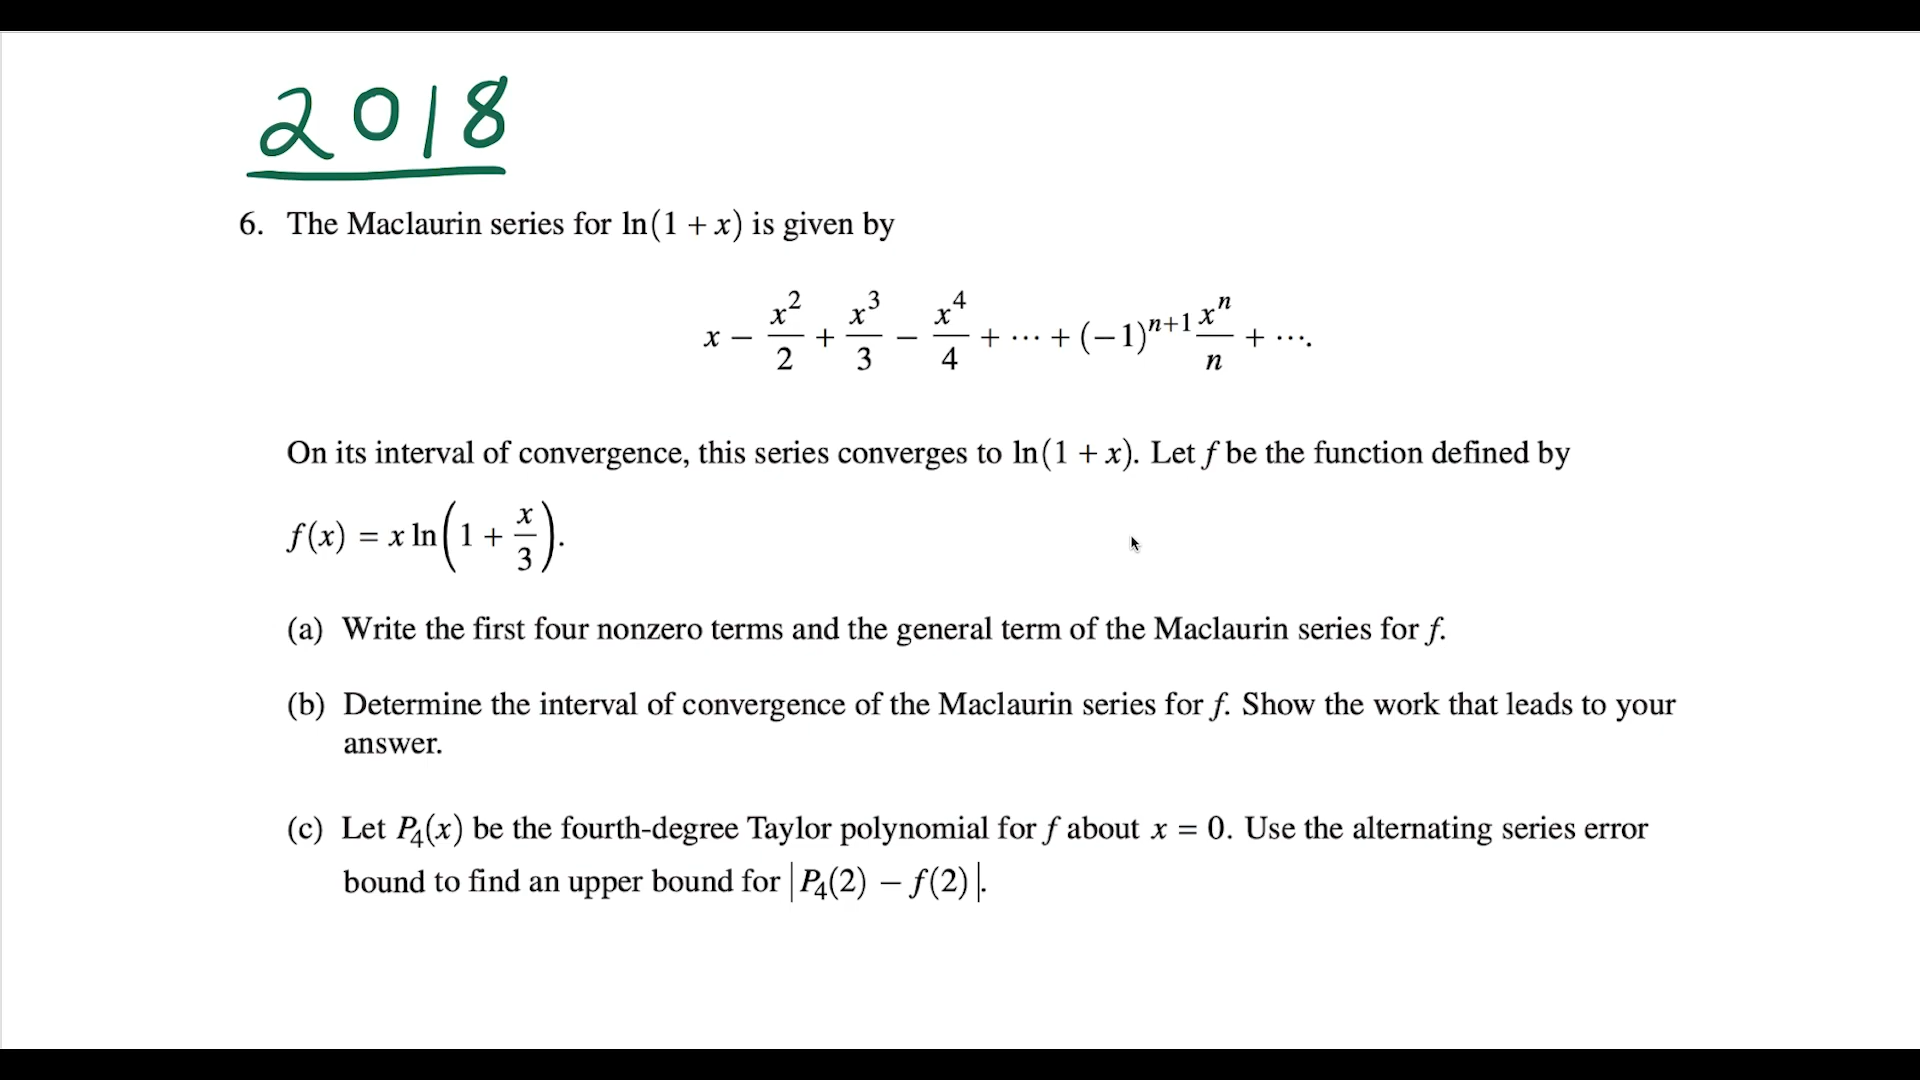 2018
6. The Maclaurin series for ln(1 + x) is given by
x − x²/2 + x³/3 − x⁴/4 + ⋯ + (−1)ⁿ⁺¹ xⁿ/n + ⋯.
On its interval of convergence, this series converges to ln(1 + x). Let f be the function defined by
f(x) = x ln(1 + x/3).
(a) Write the first four nonzero terms and the general term of the Maclaurin series for f.
(b) Determine the interval of convergence of the Maclaurin series for f. Show the work that leads to your
answer.
(c) Let P₄(x) be the fourth-degree Taylor polynomial for f about x = 0. Use the alternating series error
bound to find an upper bound for |P₄(2) − f(2)|.